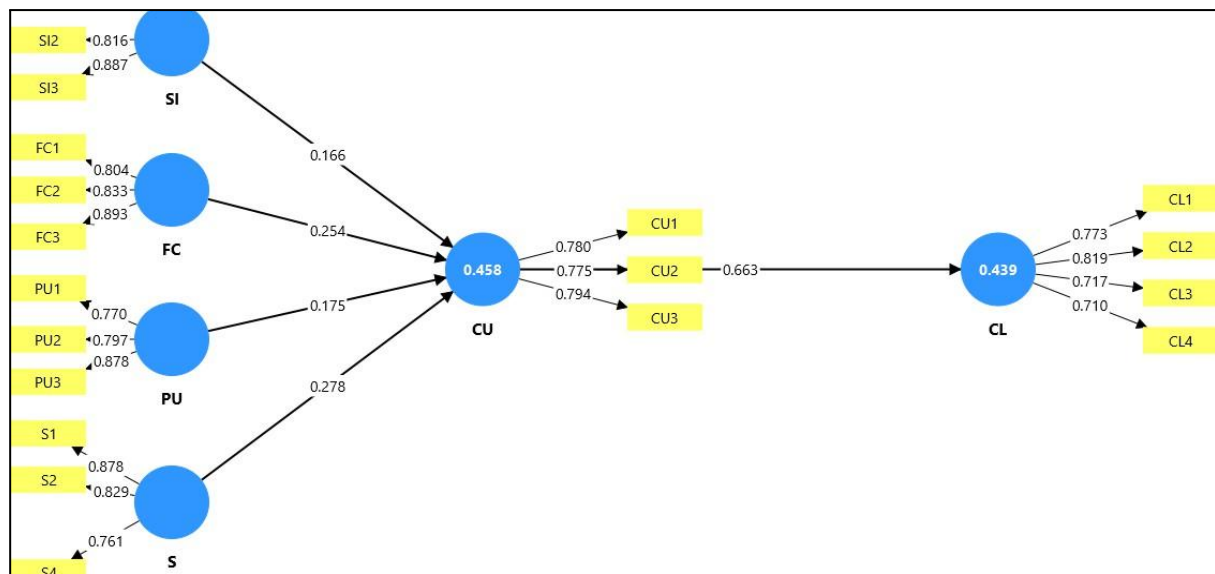 SI2
0.816
0.887
SI3
SI
0.166
FC1
0.804
FC2
0.833
0.893
FC3
FC
0.254
PU1
0.770
PU2
0.797
0.878
PU3
PU
0.175
S1
0.878
S2
0.829
0.761
S4
S
0.278
0.458
CU
0.780
CU1
0.775
CU2
0.794
CU3
0.663
0.439
CL
0.773
CL1
0.819
CL2
0.717
CL3
0.710
CL4